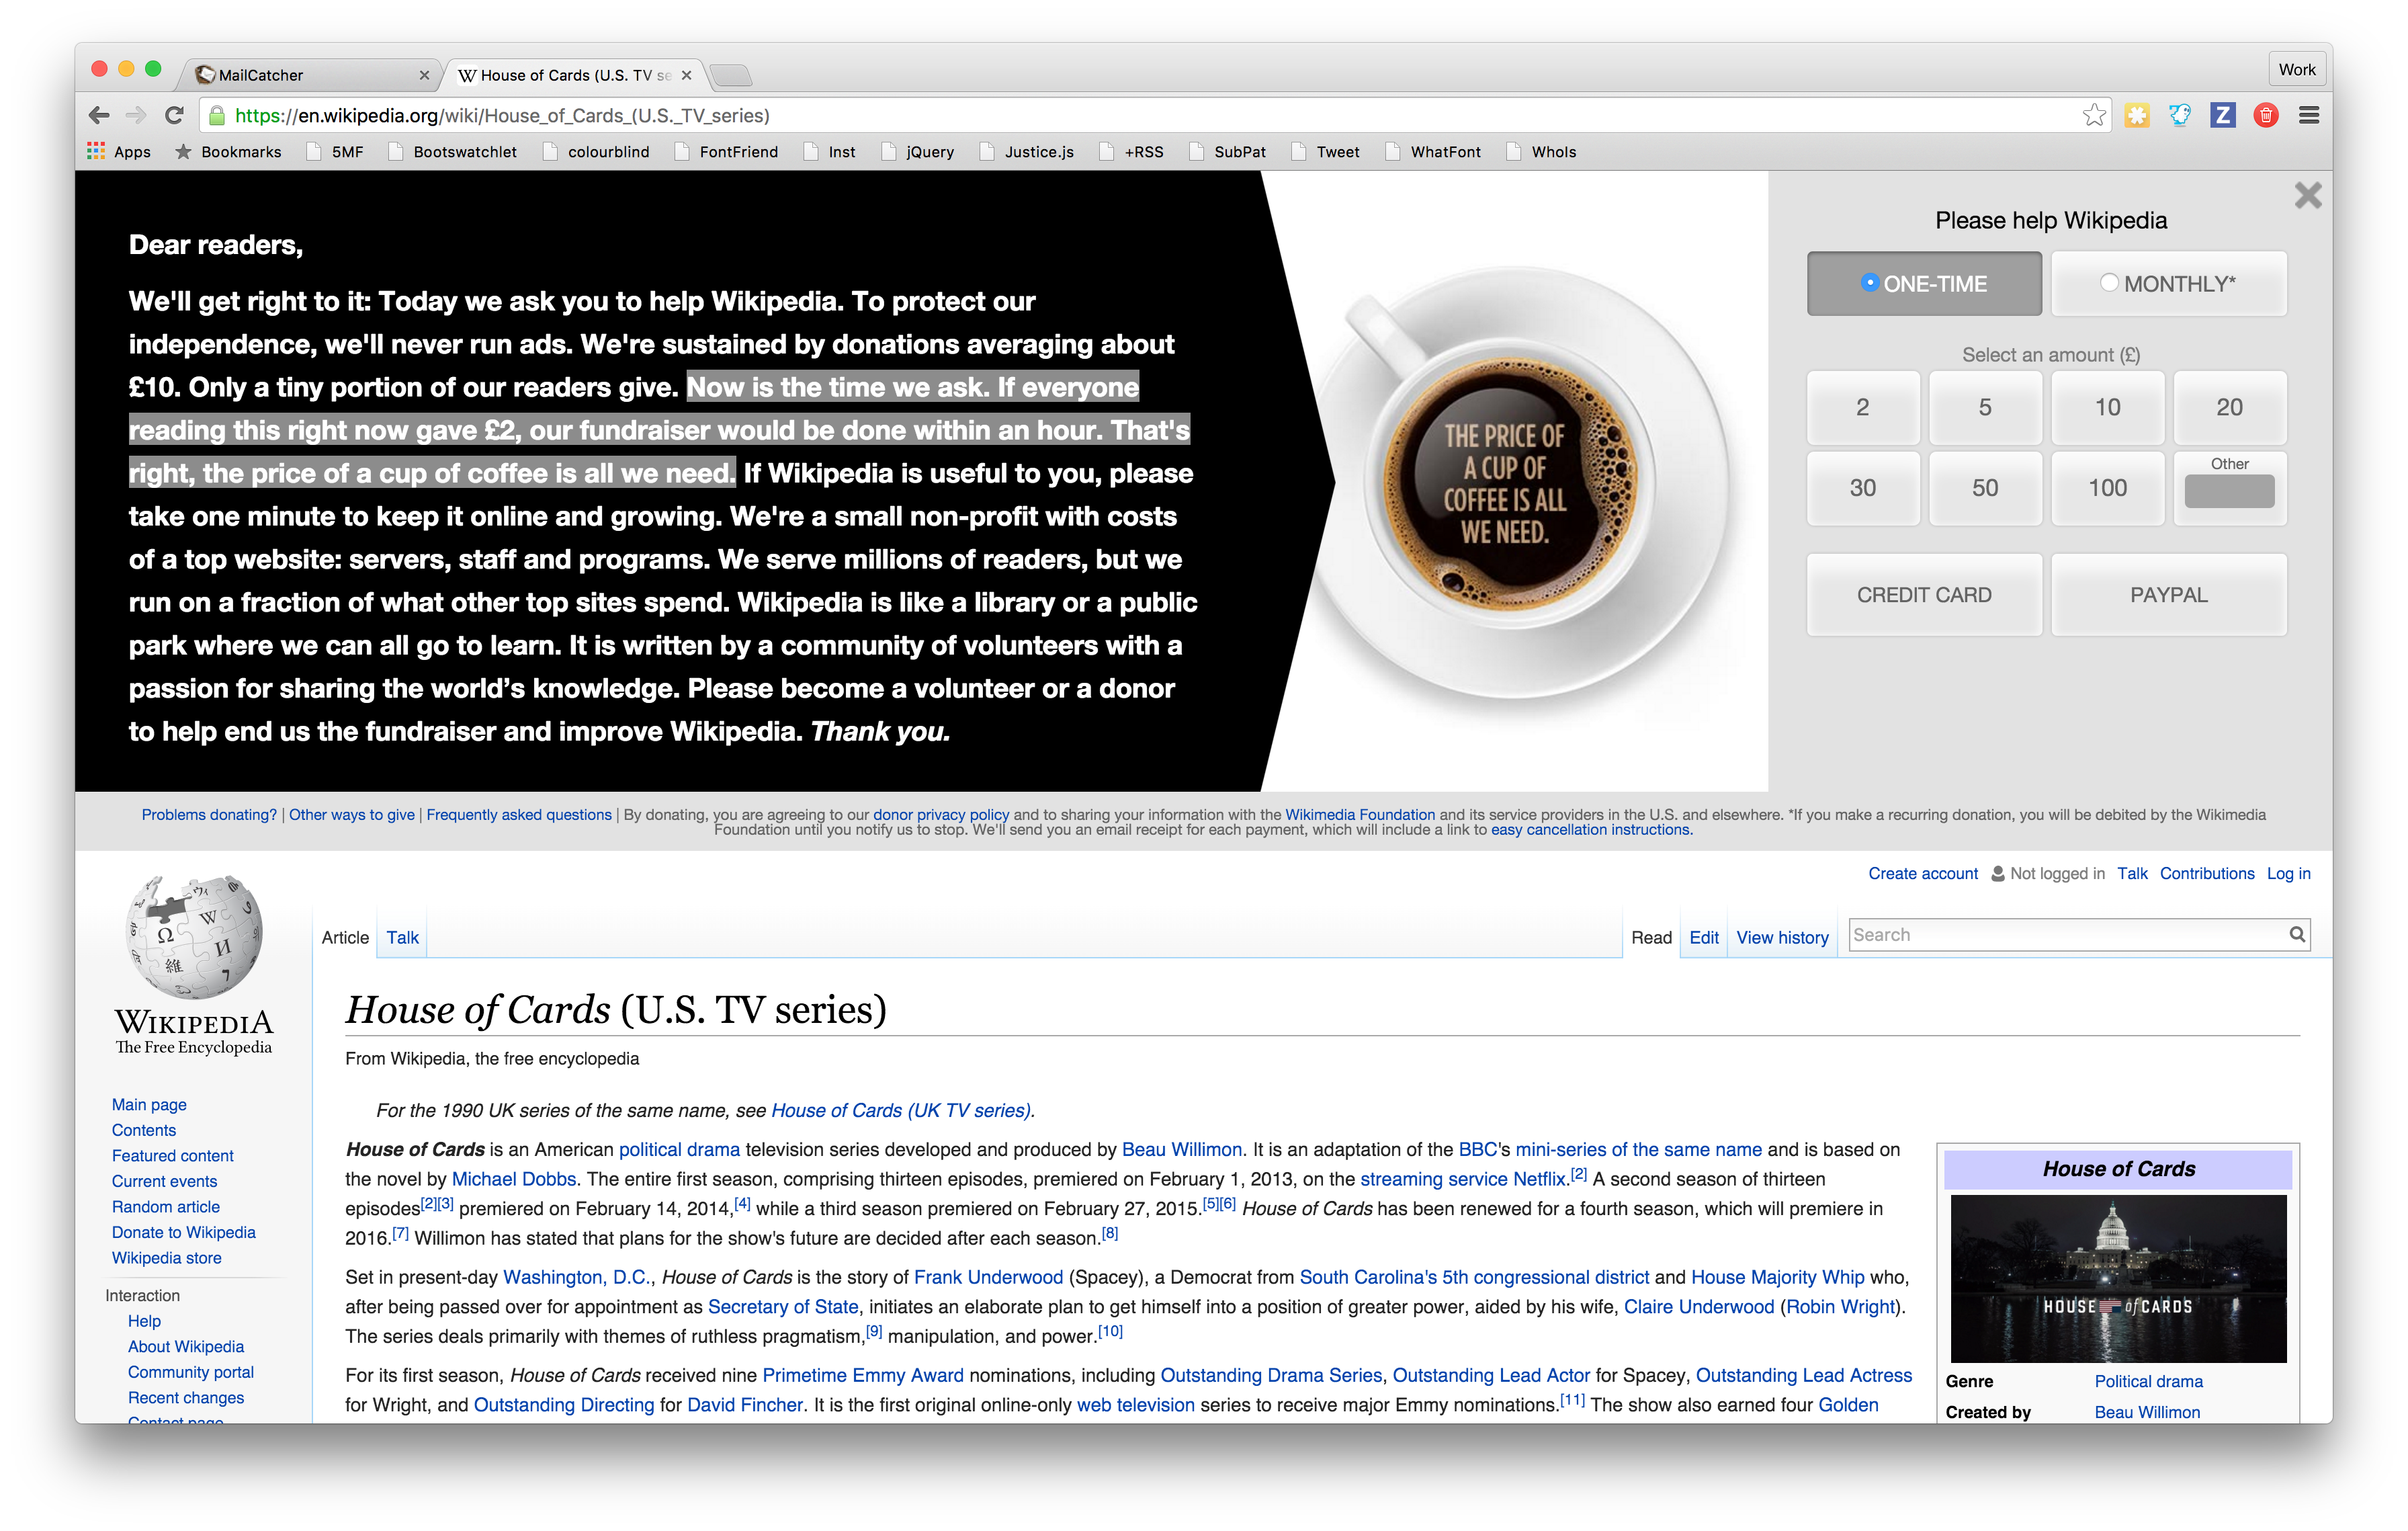 MailCatcher
House of Cards (U.S. TV se
Work
https://en.wikipedia.org/wiki/House_of_Cards_(U.S._TV_series)
Apps Bookmarks 5MF Bootswatchlet colourblind FontFriend Inst jQuery Justice.js +RSS SubPat Tweet WhatFont WhoIs
Dear readers,
We'll get right to it: Today we ask you to help Wikipedia. To protect our
independence, we'll never run ads. We're sustained by donations averaging about
£10. Only a tiny portion of our readers give. Now is the time we ask. If everyone
reading this right now gave £2, our fundraiser would be done within an hour. That's
right, the price of a cup of coffee is all we need. If Wikipedia is useful to you, please
take one minute to keep it online and growing. We're a small non-profit with costs
of a top website: servers, staff and programs. We serve millions of readers, but we
run on a fraction of what other top sites spend. Wikipedia is like a library or a public
park where we can all go to learn. It is written by a community of volunteers with a
passion for sharing the world’s knowledge. Please become a volunteer or a donor
to help end us the fundraiser and improve Wikipedia. Thank you.
THE PRICE OF
A CUP OF
COFFEE IS ALL
WE NEED.
Please help Wikipedia
ONE-TIME MONTHLY*
Select an amount (£)
2 5 10 20
30 50 100 Other
CREDIT CARD PAYPAL
Problems donating? | Other ways to give | Frequently asked questions | By donating, you are agreeing to our donor privacy policy and to sharing your information with the Wikimedia Foundation and its service providers in the U.S. and elsewhere. *If you make a recurring donation, you will be debited by the Wikimedia
Foundation until you notify us to stop. We'll send you an email receipt for each payment, which will include a link to easy cancellation instructions.
Create account Not logged in Talk Contributions Log in
Article Talk
Read Edit View history Search
WIKIPEDIA
The Free Encyclopedia
Main page
Contents
Featured content
Current events
Random article
Donate to Wikipedia
Wikipedia store
Interaction
Help
About Wikipedia
Community portal
Recent changes
Contact page
House of Cards (U.S. TV series)
From Wikipedia, the free encyclopedia
For the 1990 UK series of the same name, see House of Cards (UK TV series).
House of Cards is an American political drama television series developed and produced by Beau Willimon. It is an adaptation of the BBC's mini-series of the same name and is based on
the novel by Michael Dobbs. The entire first season, comprising thirteen episodes, premiered on February 1, 2013, on the streaming service Netflix.[2] A second season of thirteen
episodes[2][3] premiered on February 14, 2014,[4] while a third season premiered on February 27, 2015.[5][6] House of Cards has been renewed for a fourth season, which will premiere in
2016.[7] Willimon has stated that plans for the show's future are decided after each season.[8]
Set in present-day Washington, D.C., House of Cards is the story of Frank Underwood (Spacey), a Democrat from South Carolina's 5th congressional district and House Majority Whip who,
after being passed over for appointment as Secretary of State, initiates an elaborate plan to get himself into a position of greater power, aided by his wife, Claire Underwood (Robin Wright).
The series deals primarily with themes of ruthless pragmatism,[9] manipulation, and power.[10]
For its first season, House of Cards received nine Primetime Emmy Award nominations, including Outstanding Drama Series, Outstanding Lead Actor for Spacey, Outstanding Lead Actress
for Wright, and Outstanding Directing for David Fincher. It is the first original online-only web television series to receive major Emmy nominations.[11] The show also earned four Golden
House of Cards
HOUSE of CARDS
Genre Political drama
Created by Beau Willimon